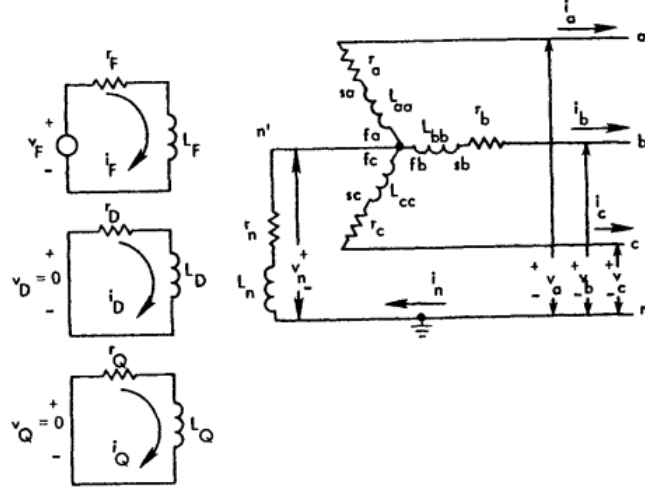 i_a
a
r_a
sa
L_aa
r_F
+
v_F
-
i_F
L_F
n'
fa
fc
L_bb
r_b
fb
sb
i_b
b
sc
L_cc
r_c
i_c
c
r_D
+
v_D = 0
-
i_D
L_D
r_n
L_n
+
v_n
-
i_n
+
v_a
-
+
v_b
-
+
v_c
-
r_Q
+
v_Q = 0
-
i_Q
L_Q